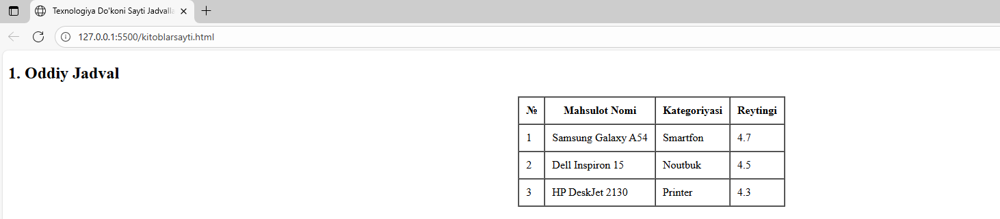 Texnologiya Do'koni Sayti Jadvalla
127.0.0.1:5500/kitoblarsayti.html
1. Oddiy Jadval
№ Mahsulot Nomi Kategoriyasi Reytingi
1 Samsung Galaxy A54 Smartfon 4.7
2 Dell Inspiron 15 Noutbuk 4.5
3 HP DeskJet 2130 Printer 4.3